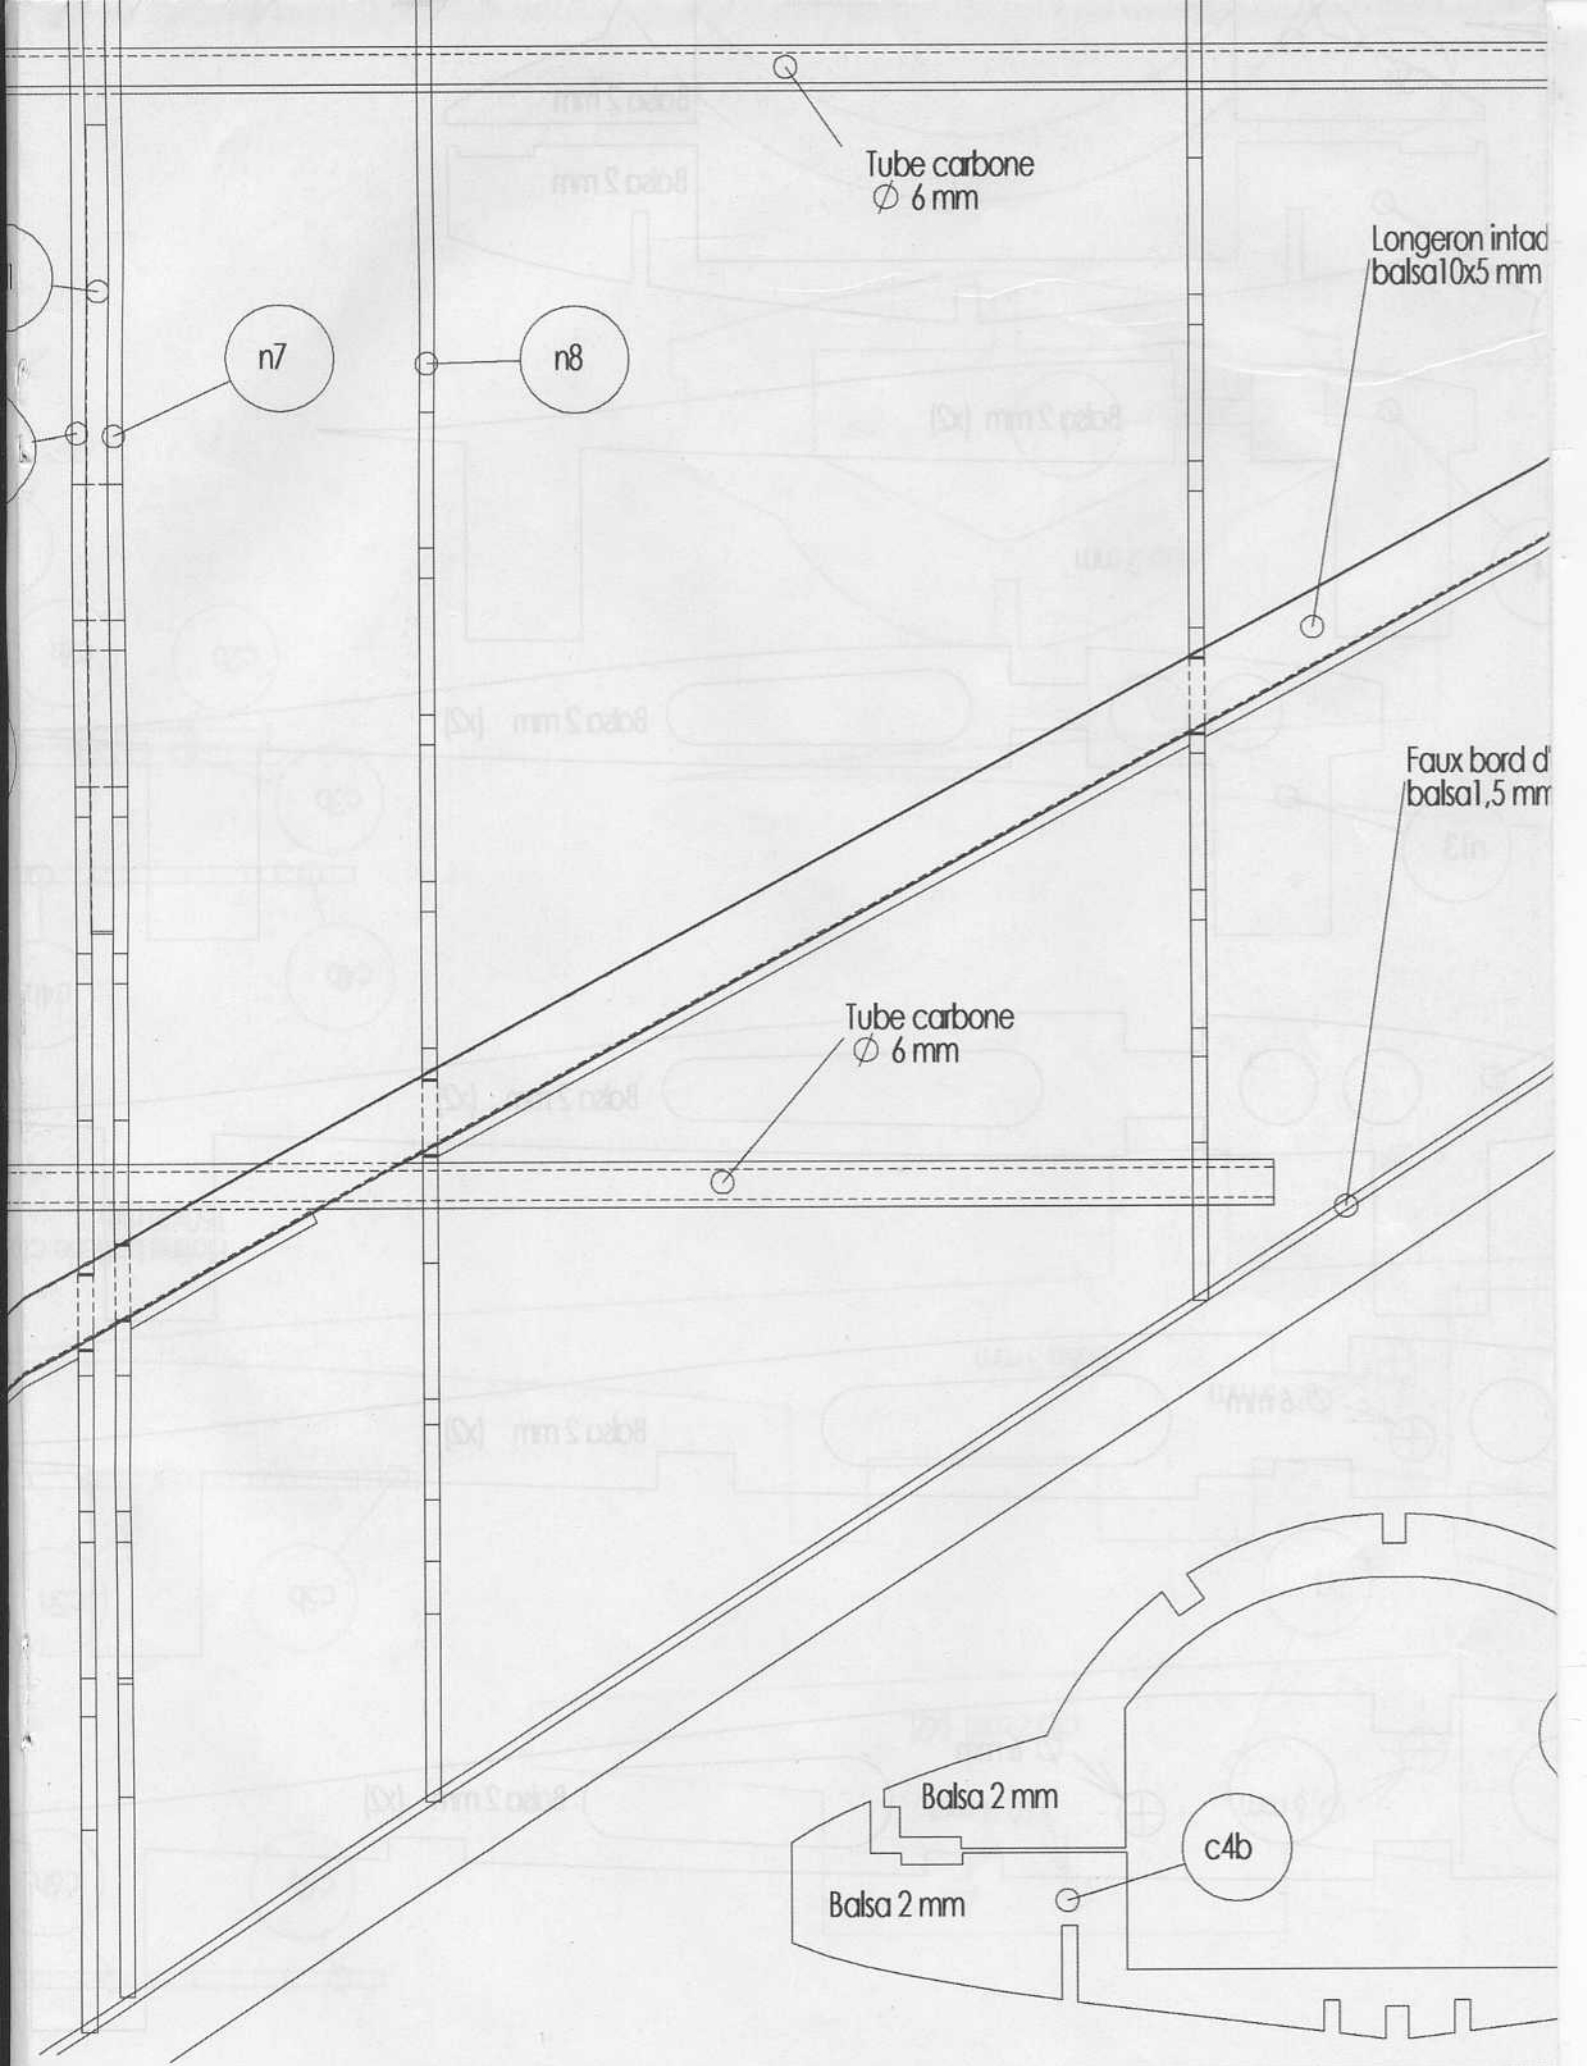 Tube carbone
Ø 6 mm
Longeron intad
balsa10x5 mm
n7
n8
Faux bord d'
balsa1,5 mm
Tube carbone
Ø 6 mm
Balsa 2 mm
c4b
Balsa 2 mm